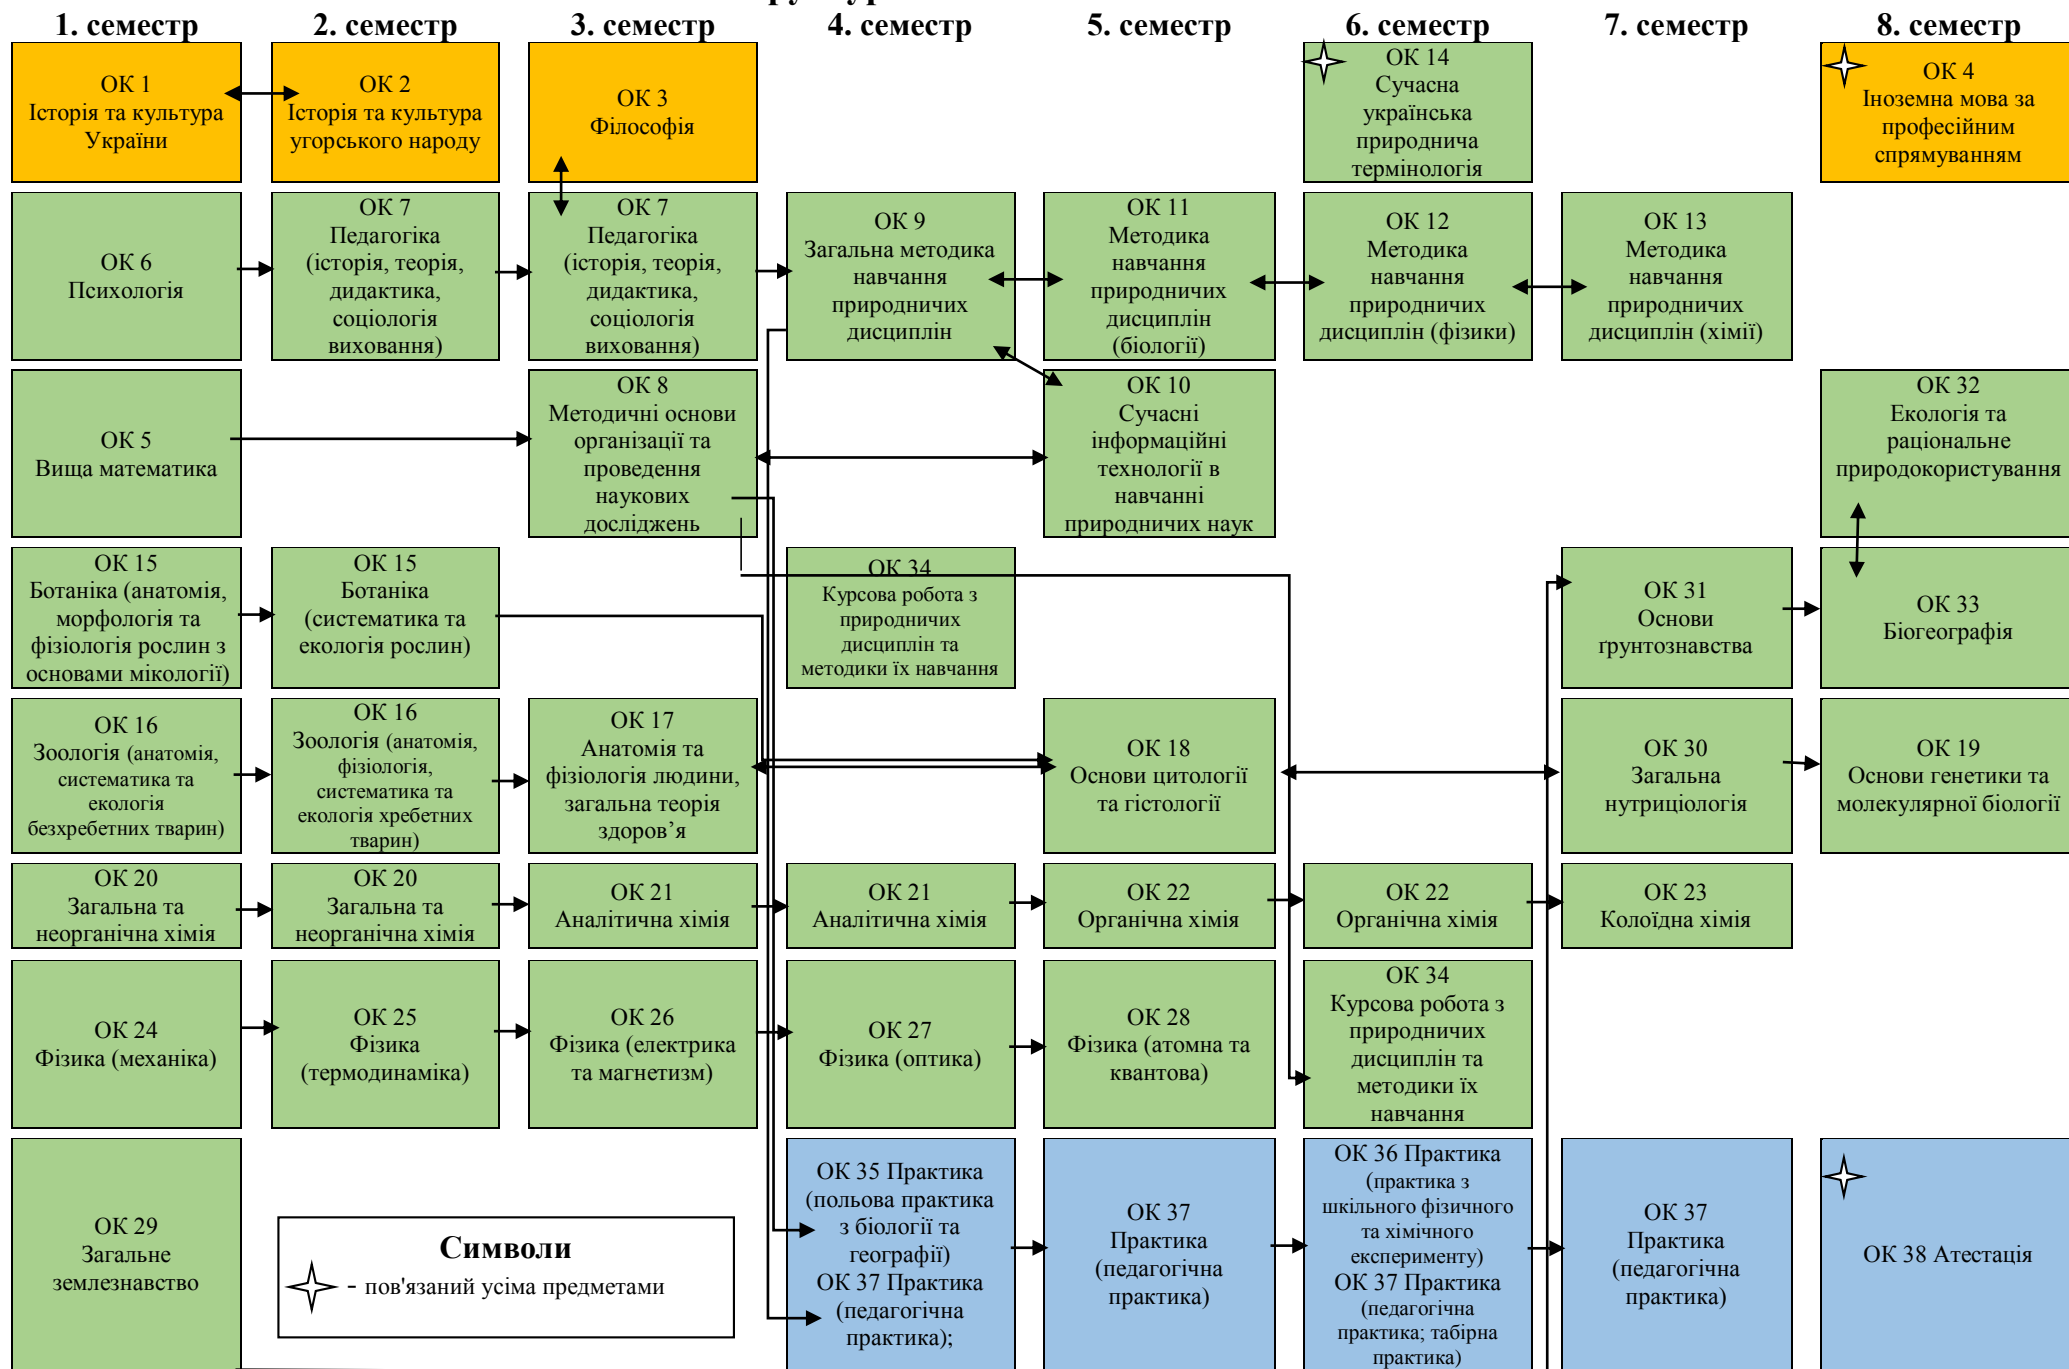 1. семестр
2. семестр
3. семестр
4. семестр
5. семестр
6. семестр
7. семестр
8. семестр
ОК 1
Історія та культура
України
ОК 2
Історія та культура
угорського народу
ОК 3
Філософія
ОК 14
Сучасна
українська
природнича
термінологія
ОК 4
Іноземна мова за
професійним
спрямуванням
ОК 6
Психологія
ОК 7
Педагогіка
(історія, теорія,
дидактика,
соціологія
виховання)
ОК 7
Педагогіка
(історія, теорія,
дидактика,
соціологія
виховання)
ОК 9
Загальна методика
навчання
природничих
дисциплін
ОК 11
Методика
навчання
природничих
дисциплін
(біології)
ОК 12
Методика
навчання
природничих
дисциплін (фізики)
ОК 13
Методика
навчання
природничих
дисциплін (хімії)
ОК 5
Вища математика
ОК 8
Методичні основи
організації та
проведення
наукових
досліджень
ОК 10
Сучасні
інформаційні
технології в
навчанні
природничих наук
ОК 32
Екологія та
раціональне
природокористування
ОК 15
Ботаніка (анатомія,
морфологія та
фізіологія рослин з
основами мікології)
ОК 15
Ботаніка
(систематика та
екологія рослин)
ОК 34
Курсова робота з
природничих
дисциплін та
методики їх навчання
ОК 31
Основи
ґрунтознавства
ОК 33
Біогеографія
ОК 16
Зоологія (анатомія,
систематика та
екологія
безхребетних тварин)
ОК 16
Зоологія (анатомія,
фізіологія,
систематика та
екологія хребетних
тварин)
ОК 17
Анатомія та
фізіологія людини,
загальна теорія
здоров’я
ОК 18
Основи цитології
та гістології
ОК 30
Загальна
нутриціологія
ОК 19
Основи генетики та
молекулярної біології
ОК 20
Загальна та
неорганічна хімія
ОК 20
Загальна та
неорганічна хімія
ОК 21
Аналітична хімія
ОК 21
Аналітична хімія
ОК 22
Органічна хімія
ОК 22
Органічна хімія
ОК 23
Колоїдна хімія
ОК 24
Фізика (механіка)
ОК 25
Фізика
(термодинаміка)
ОК 26
Фізика (електрика
та магнетизм)
ОК 27
Фізика (оптика)
ОК 28
Фізика (атомна та
квантова)
ОК 34
Курсова робота з
природничих
дисциплін та
методики їх
навчання
ОК 29
Загальне
землезнавство
Символи
- пов'язаний усіма предметами
ОК 35 Практика
(польова практика
з біології та
географії)
ОК 37 Практика
(педагогічна
практика);
ОК 37
Практика
(педагогічна
практика)
ОК 36 Практика
(практика з
шкільного фізичного
та хімічного
експерименту)
ОК 37 Практика
(педагогічна
практика; табірна
практика)
ОК 37
Практика
(педагогічна
практика)
ОК 38 Атестація